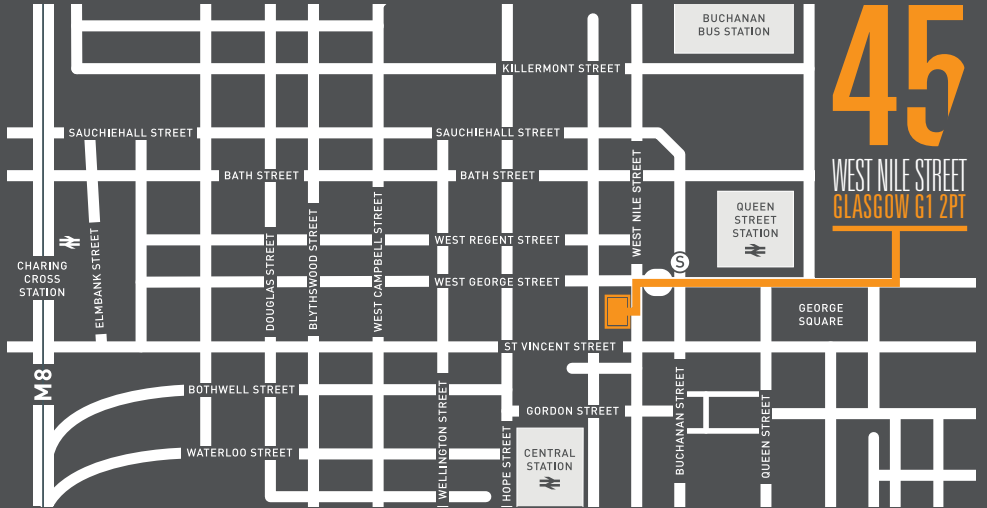 BUCHANAN
BUS STATION
45
WEST NILE STREET
GLASGOW G1 2PT
KILLERMONT STREET
SAUCHIEHALL STREET
SAUCHIEHALL STREET
BATH STREET
BATH STREET
WEST NILE STREET
QUEEN
STREET
STATION
WEST REGENT STREET
S
CHARING
CROSS
STATION
ELMBANK STREET
DOUGLAS STREET
BLYTHSWOOD STREET
WEST CAMPBELL STREET
WEST GEORGE STREET
GEORGE
SQUARE
ST VINCENT STREET
M8
BOTHWELL STREET
GORDON STREET
WATERLOO STREET
WELLINGTON STREET
HOPE STREET
CENTRAL
STATION
BUCHANAN STREET
QUEEN STREET